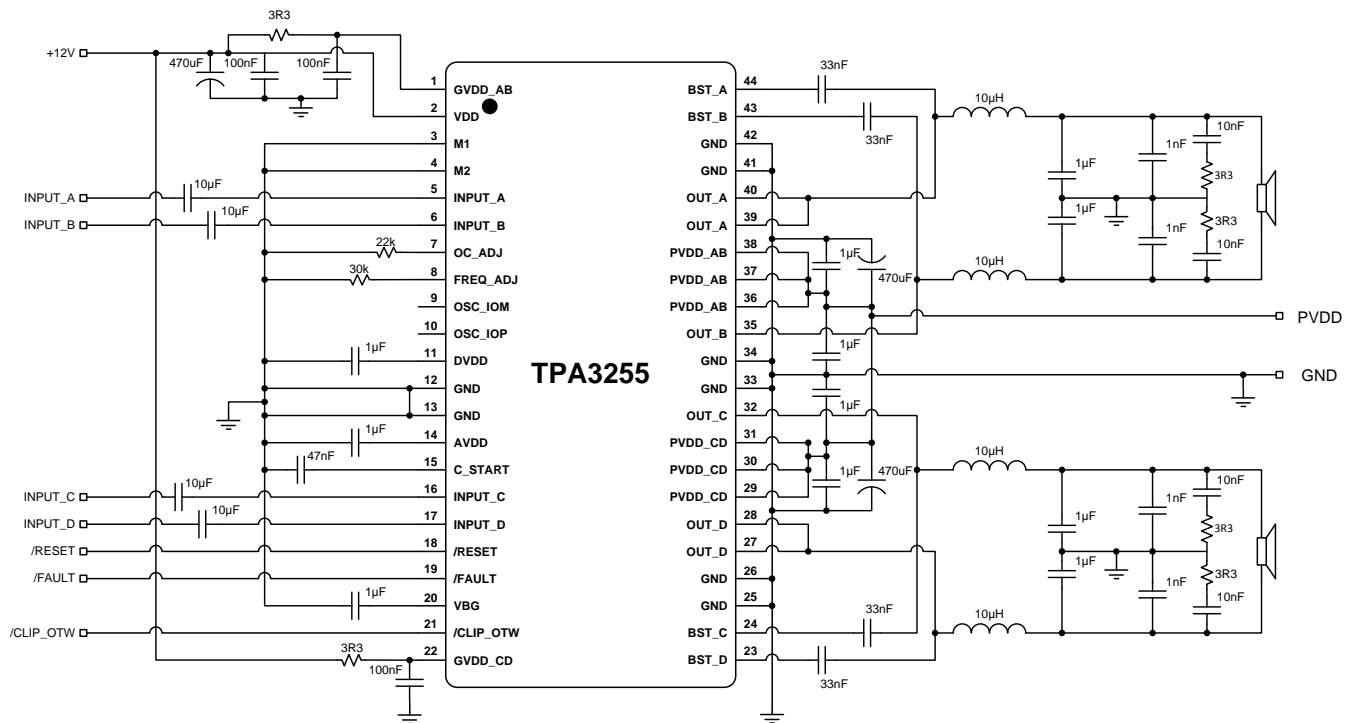 3R3
+12V
470uF
100nF
100nF
1
GVDD_AB
2
VDD
3
M1
4
M2
INPUT_A
10µF
5
INPUT_A
INPUT_B
10µF
6
INPUT_B
22k
7
OC_ADJ
30k
8
FREQ_ADJ
9
OSC_IOM
10
OSC_IOP
1µF
11
DVDD
12
GND
13
GND
1µF
14
AVDD
47nF
15
C_START
INPUT_C
10µF
16
INPUT_C
INPUT_D
10µF
17
INPUT_D
/RESET
18
/RESET
/FAULT
19
/FAULT
1µF
20
VBG
/CLIP_OTW
21
/CLIP_OTW
3R3
100nF
22
GVDD_CD
TPA3255
BST_A
44
33nF
BST_B
43
33nF
GND
42
GND
41
OUT_A
40
OUT_A
39
PVDD_AB
38
PVDD_AB
37
PVDD_AB
36
OUT_B
35
GND
34
GND
33
OUT_C
32
PVDD_CD
31
PVDD_CD
30
PVDD_CD
29
OUT_D
28
OUT_D
27
GND
26
GND
25
BST_C
24
33nF
BST_D
23
33nF
1µF
470uF
1µF
1µF
1µF
470uF
10µH
10µH
1µF
1µF
1nF
1nF
10nF
3R3
3R3
10nF
PVDD
GND
10µH
10µH
1µF
1µF
1nF
1nF
10nF
3R3
3R3
10nF